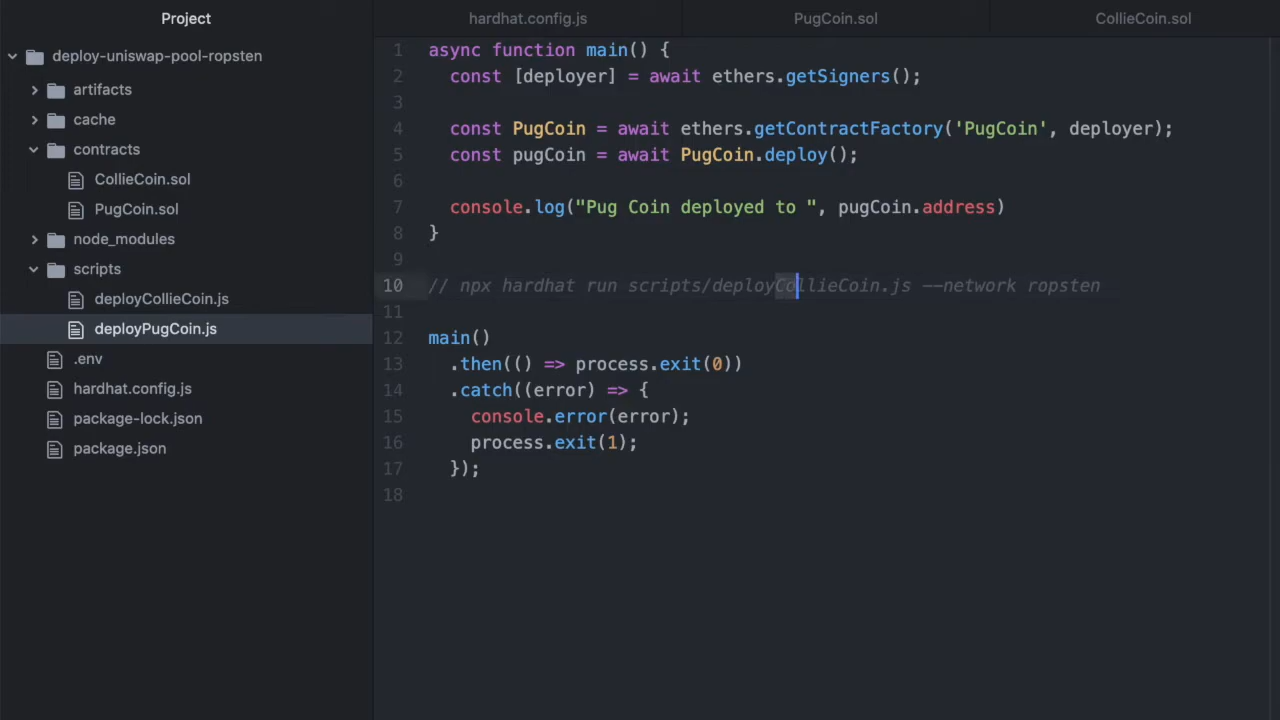 Project
deploy-uniswap-pool-ropsten
artifacts
cache
contracts
CollieCoin.sol
PugCoin.sol
node_modules
scripts
deployCollieCoin.js
deployPugCoin.js
.env
hardhat.config.js
package-lock.json
package.json
hardhat.config.js
PugCoin.sol
CollieCoin.sol
1 async function main() {
2 const [deployer] = await ethers.getSigners();
3
4 const PugCoin = await ethers.getContractFactory('PugCoin', deployer);
5 const pugCoin = await PugCoin.deploy();
6
7 console.log("Pug Coin deployed to ", pugCoin.address)
8 }
9
10 // npx hardhat run scripts/deployCollieCoin.js --network ropsten
11
12 main()
13 .then(() => process.exit(0))
14 .catch((error) => {
15 console.error(error);
16 process.exit(1);
17 });
18